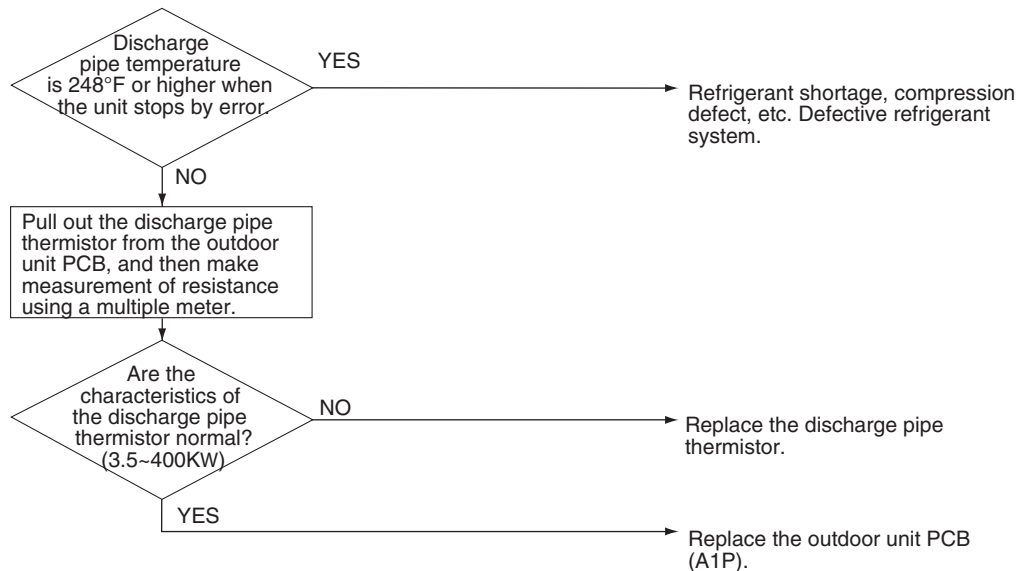 Discharge
pipe temperature
is 248°F or higher when
the unit stops by error.
YES
Refrigerant shortage, compression
defect, etc. Defective refrigerant
system.
NO
Pull out the discharge pipe
thermistor from the outdoor
unit PCB, and then make
measurement of resistance
using a multiple meter.
Are the
characteristics of
the discharge pipe
thermistor normal?
(3.5~400KW)
NO
Replace the discharge pipe
thermistor.
YES
Replace the outdoor unit PCB
(A1P).